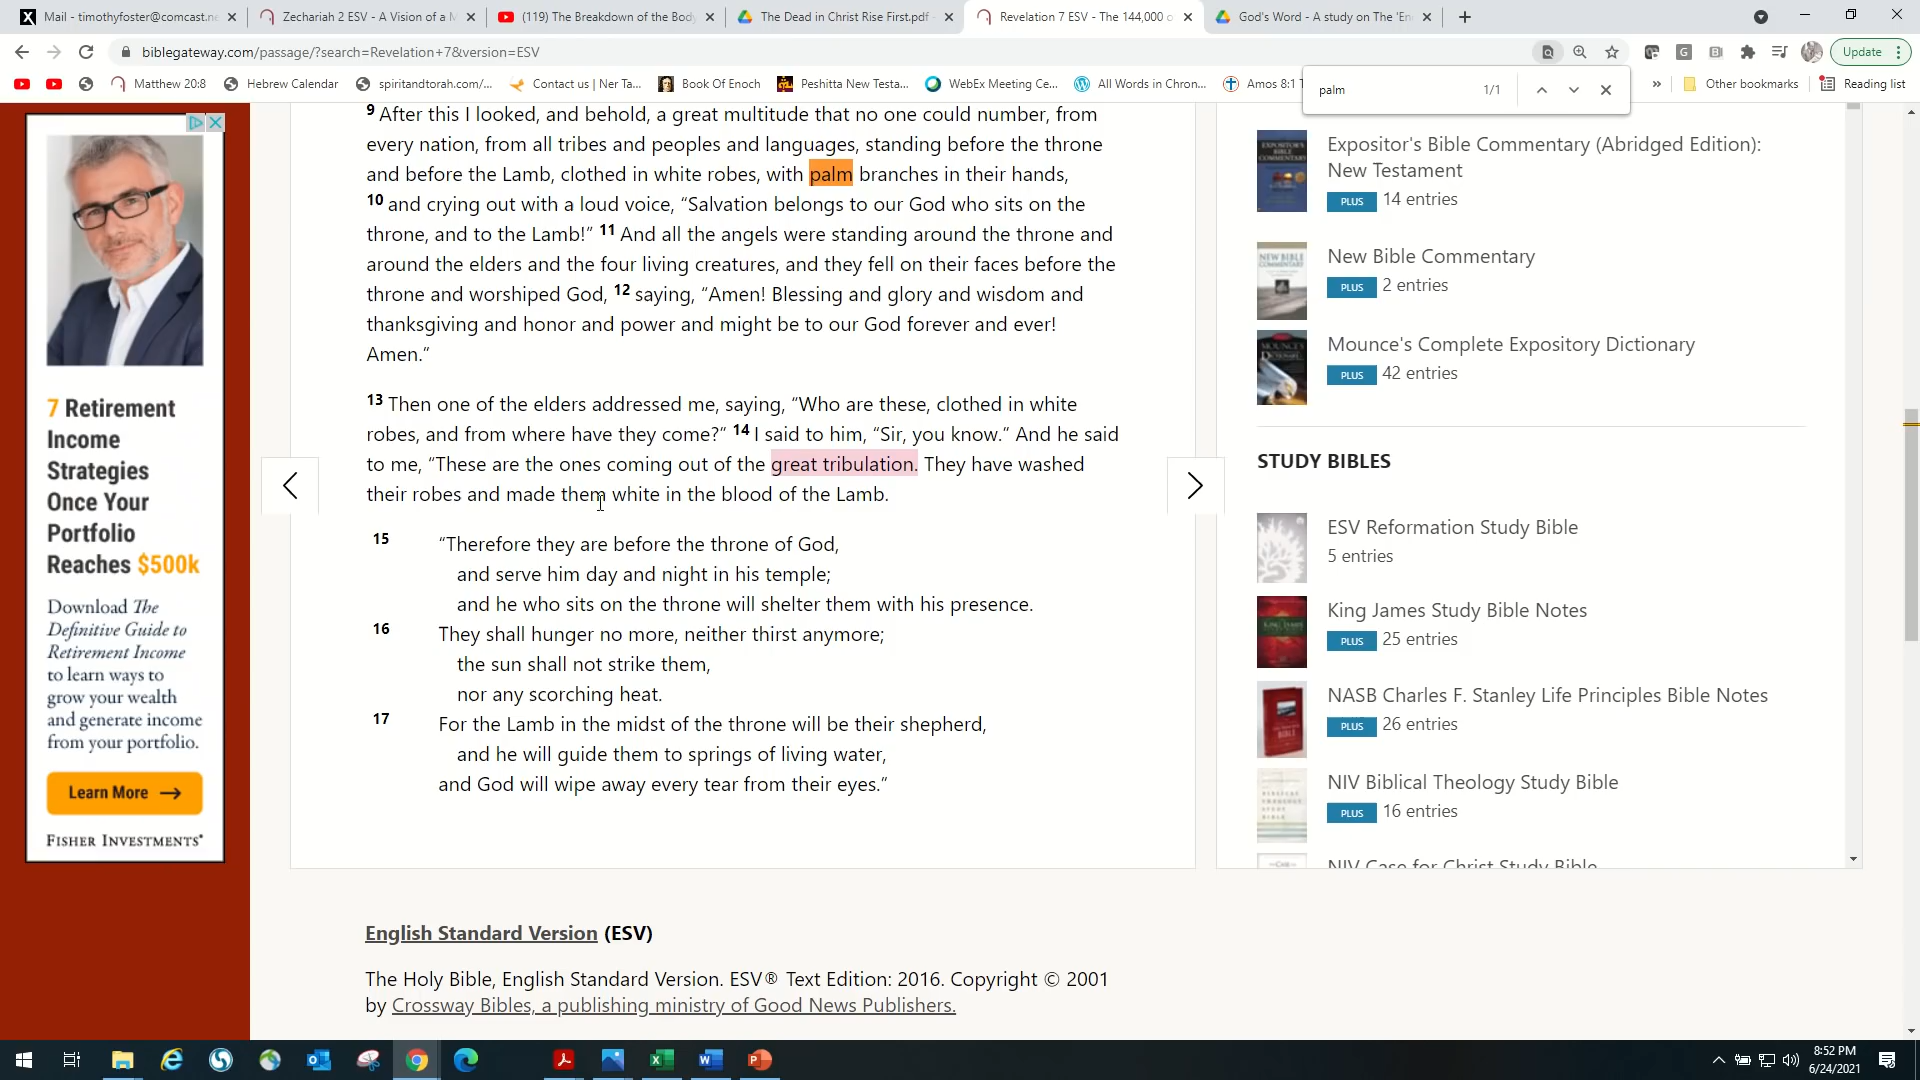 Mail - timothyfoster@comcast.ne
Zechariah 2 ESV - A Vision of a M
(119) The Breakdown of the Body
The Dead in Christ Rise First.pdf -
Revelation 7 ESV - The 144,000 o
God's Word - A study on The 'En
biblegateway.com/passage/?search=Revelation+7&version=ESV
Update
Matthew 20:8
Hebrew Calendar
spiritandtorah.com/...
Contact us | Ner Ta...
Book Of Enoch
Peshitta New Testa...
WebEx Meeting Ce...
All Words in Chron...
Amos 8:1
»
Other bookmarks
Reading list
palm 1/1
7 Retirement
Income
Strategies
Once Your
Portfolio
Reaches $500k
Download The
Definitive Guide to
Retirement Income
to learn ways to
grow your wealth
and generate income
from your portfolio.
Learn More →
FISHER INVESTMENTS®
9 After this I looked, and behold, a great multitude that no one could number, from
every nation, from all tribes and peoples and languages, standing before the throne
and before the Lamb, clothed in white robes, with palm branches in their hands,
10 and crying out with a loud voice, “Salvation belongs to our God who sits on the
throne, and to the Lamb!” 11 And all the angels were standing around the throne and
around the elders and the four living creatures, and they fell on their faces before the
throne and worshiped God, 12 saying, “Amen! Blessing and glory and wisdom and
thanksgiving and honor and power and might be to our God forever and ever!
Amen.”
13 Then one of the elders addressed me, saying, “Who are these, clothed in white
robes, and from where have they come?” 14 I said to him, “Sir, you know.” And he said
to me, “These are the ones coming out of the great tribulation. They have washed
their robes and made them white in the blood of the Lamb.
15 “Therefore they are before the throne of God,
and serve him day and night in his temple;
and he who sits on the throne will shelter them with his presence.
16 They shall hunger no more, neither thirst anymore;
the sun shall not strike them,
nor any scorching heat.
17 For the Lamb in the midst of the throne will be their shepherd,
and he will guide them to springs of living water,
and God will wipe away every tear from their eyes.”
English Standard Version (ESV)
The Holy Bible, English Standard Version. ESV® Text Edition: 2016. Copyright © 2001
by Crossway Bibles, a publishing ministry of Good News Publishers.
Expositor's Bible Commentary (Abridged Edition):
New Testament
PLUS 14 entries
New Bible Commentary
PLUS 2 entries
Mounce's Complete Expository Dictionary
PLUS 42 entries
STUDY BIBLES
ESV Reformation Study Bible
5 entries
King James Study Bible Notes
PLUS 25 entries
NASB Charles F. Stanley Life Principles Bible Notes
PLUS 26 entries
NIV Biblical Theology Study Bible
PLUS 16 entries
NIV Case for Christ Study Bible
8:52 PM
6/24/2021